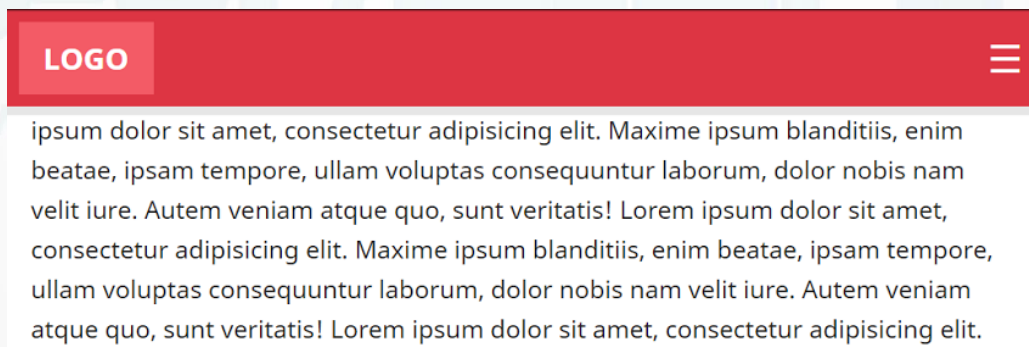 LOGO
ipsum dolor sit amet, consectetur adipisicing elit. Maxime ipsum blanditiis, enim
beatae, ipsam tempore, ullam voluptas consequuntur laborum, dolor nobis nam
velit iure. Autem veniam atque quo, sunt veritatis! Lorem ipsum dolor sit amet,
consectetur adipisicing elit. Maxime ipsum blanditiis, enim beatae, ipsam tempore,
ullam voluptas consequuntur laborum, dolor nobis nam velit iure. Autem veniam
atque quo, sunt veritatis! Lorem ipsum dolor sit amet, consectetur adipisicing elit.